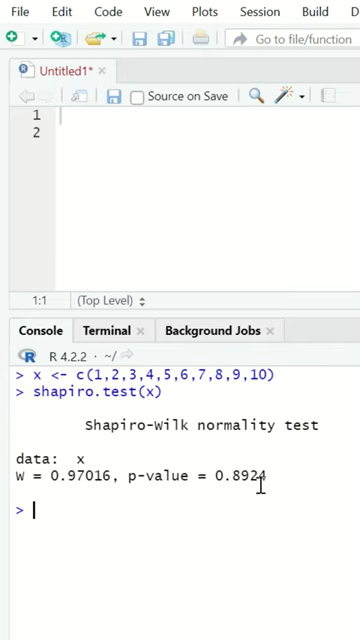 File Edit Code View Plots Session Build D
Go to file/function
Untitled1*
Source on Save
1
2
1:1 (Top Level)
Console Terminal Background Jobs
R 4.2.2 · ~/
> x <- c(1,2,3,4,5,6,7,8,9,10)
> shapiro.test(x)
Shapiro-Wilk normality test
data: x
W = 0.97016, p-value = 0.8924
>